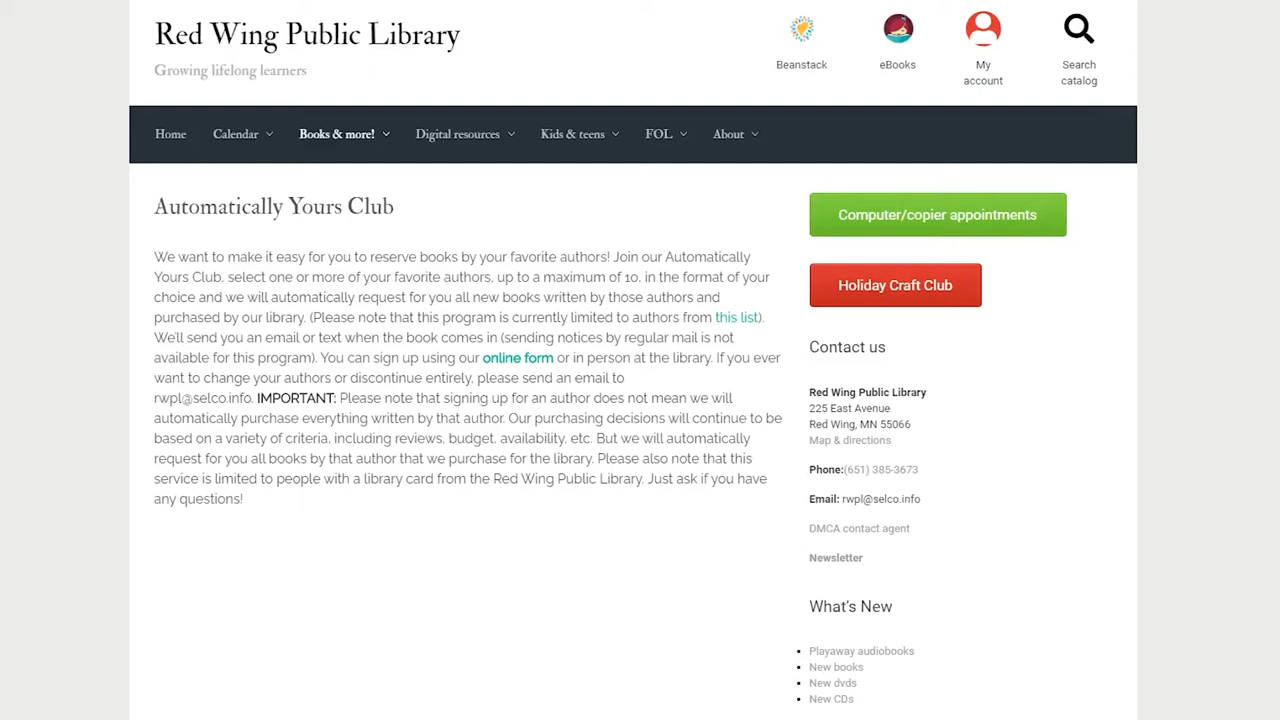 Red Wing Public Library
Growing lifelong learners
Beanstack
eBooks
My
account
Search
catalog
Home
Calendar
Books & more!
Digital resources
Kids & teens
FOL
About
Automatically Yours Club
We want to make it easy for you to reserve books by your favorite authors! Join our Automatically
Yours Club, select one or more of your favorite authors, up to a maximum of 10, in the format of your
choice and we will automatically request for you all new books written by those authors and
purchased by our library. (Please note that this program is currently limited to authors from this list).
We'll send you an email or text when the book comes in (sending notices by regular mail is not
available for this program). You can sign up using our online form or in person at the library. If you ever
want to change your authors or discontinue entirely, please send an email to
rwpl@selco.info. IMPORTANT: Please note that signing up for an author does not mean we will
automatically purchase everything written by that author. Our purchasing decisions will continue to be
based on a variety of criteria, including reviews, budget, availability, etc. But we will automatically
request for you all books by that author that we purchase for the library. Please also note that this
service is limited to people with a library card from the Red Wing Public Library. Just ask if you have
any questions!
Computer/copier appointments
Holiday Craft Club
Contact us
Red Wing Public Library
225 East Avenue
Red Wing, MN 55066
Map & directions
Phone:(651) 385-3673
Email: rwpl@selco.info
DMCA contact agent
Newsletter
What's New
Playaway audiobooks
New books
New dvds
New CDs